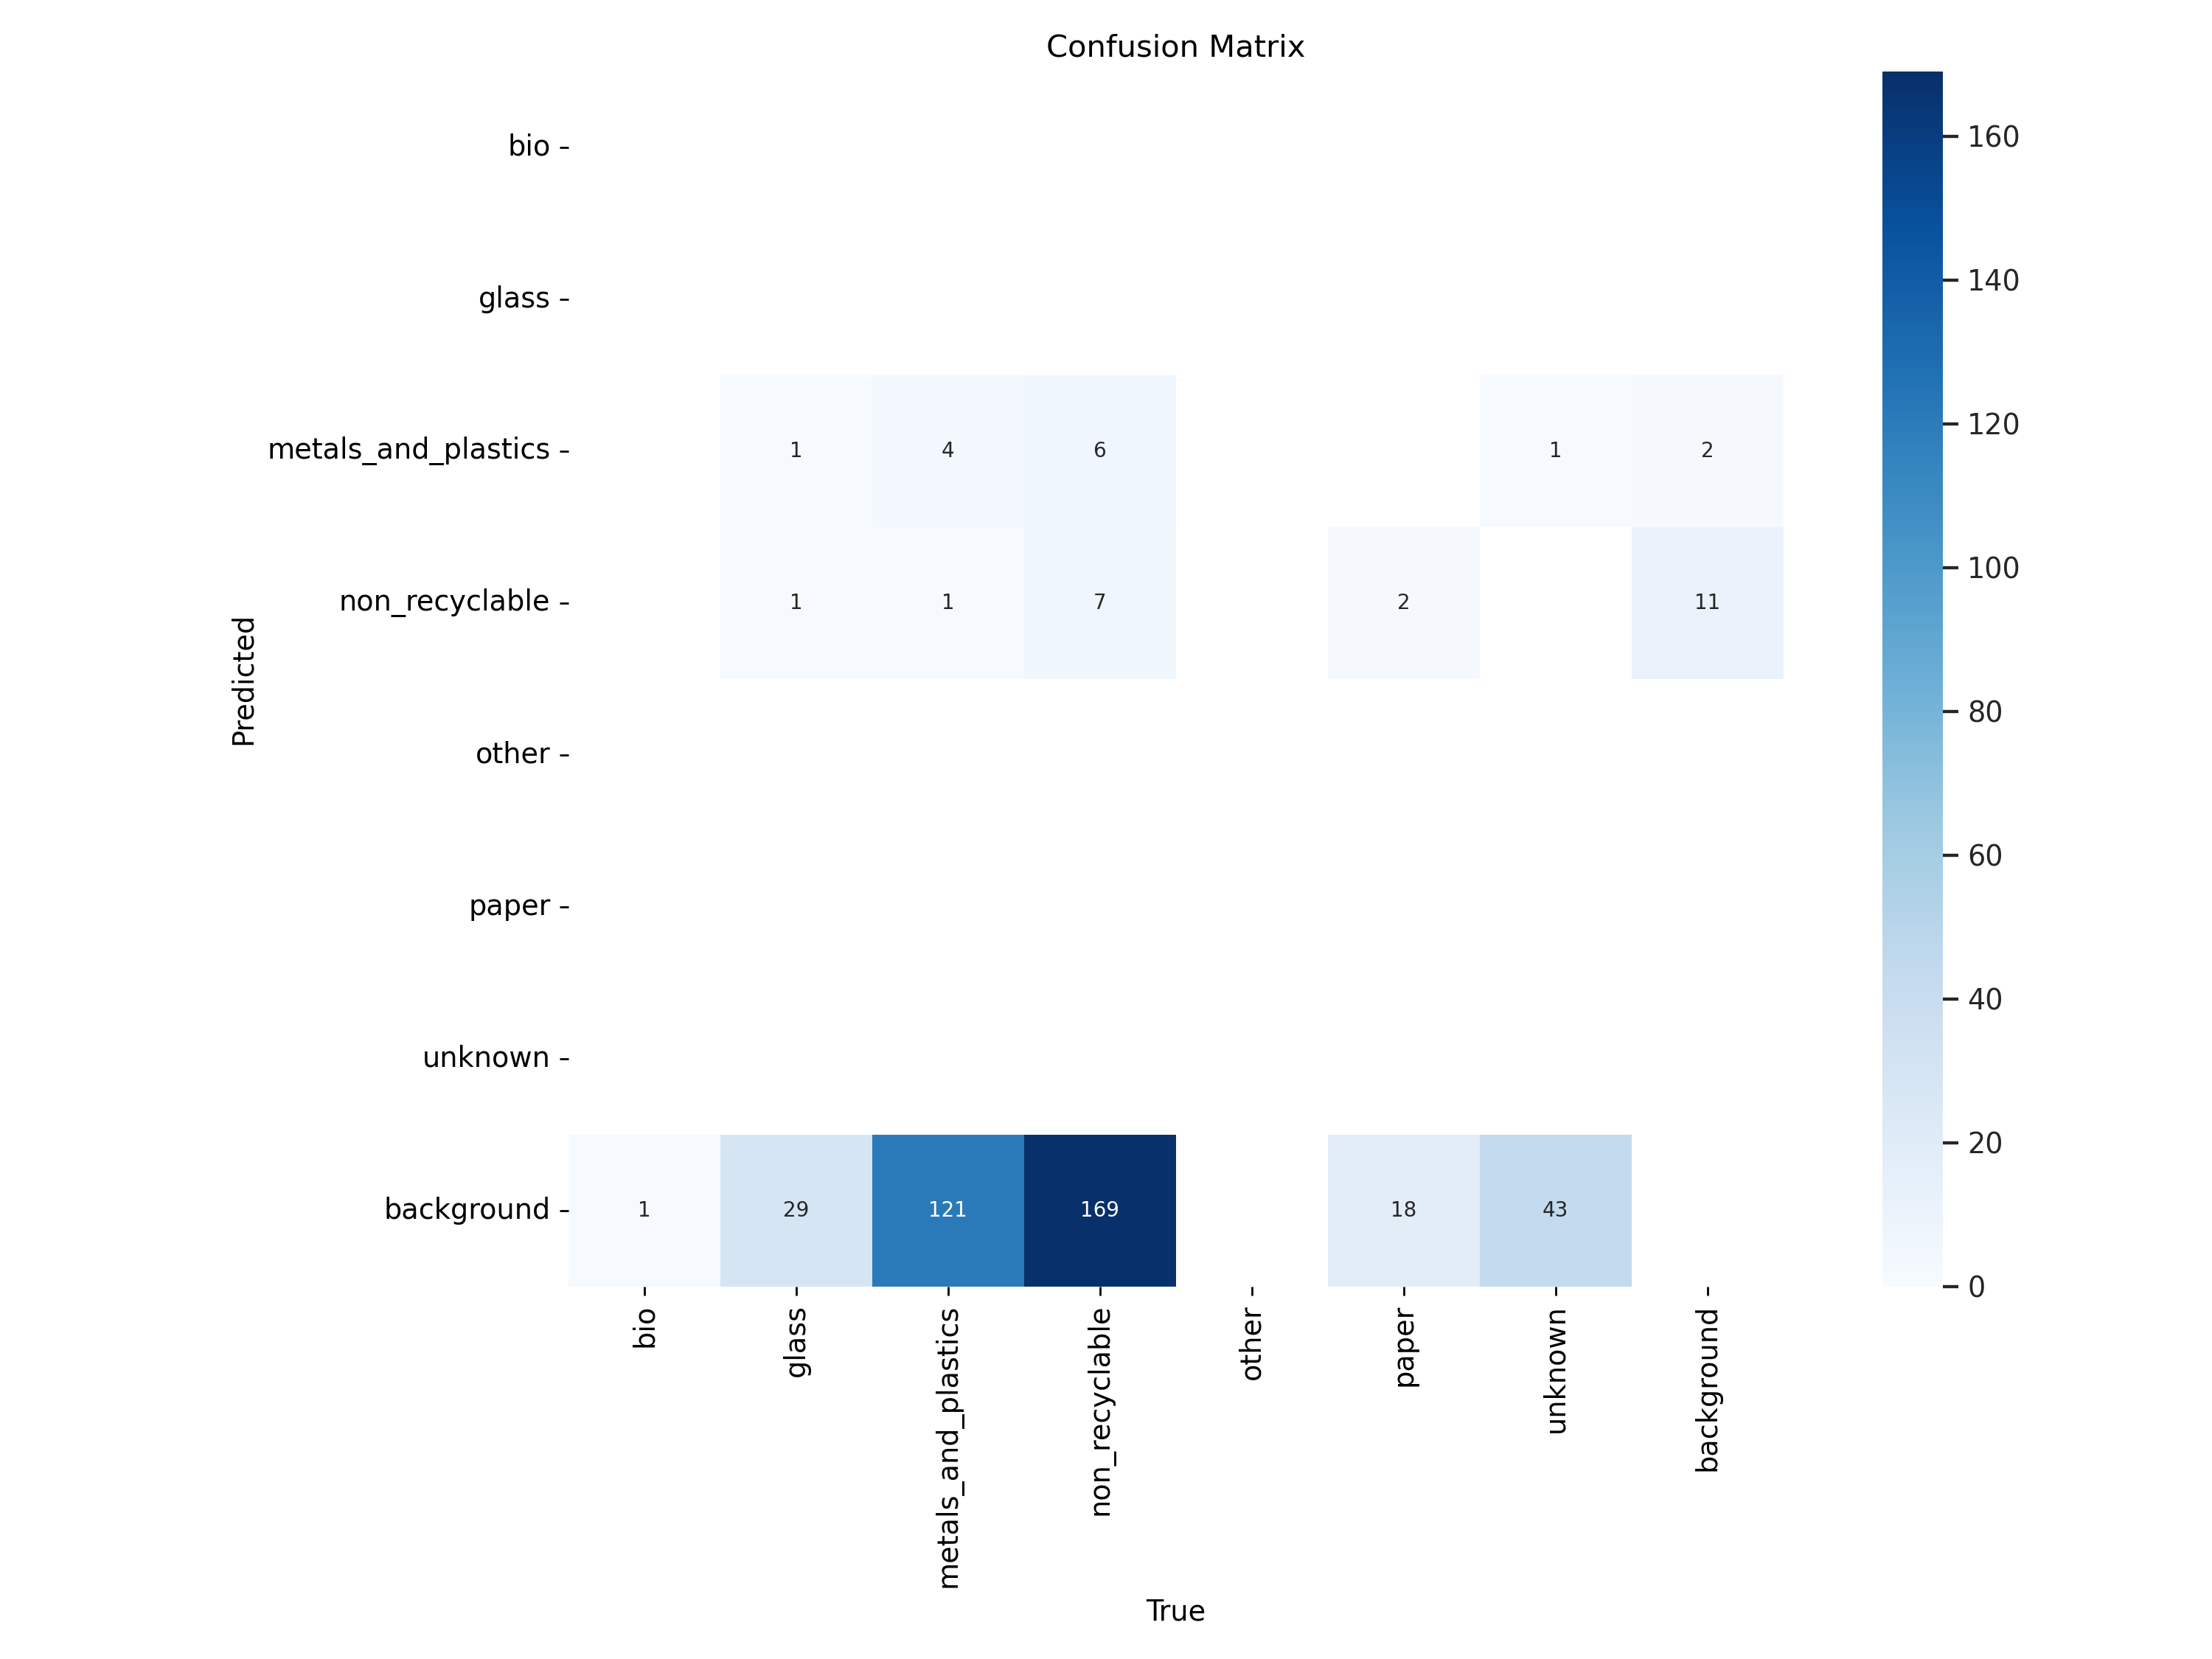 Confusion Matrix
bio
glass
metals_and_plastics
1 4 6 1 2
non_recyclable
1 1 7 2 11
other
paper
unknown
background
1 29 121 169 18 43
Predicted
bio
glass
metals_and_plastics
non_recyclable
other
paper
unknown
background
True
160
140
120
100
80
60
40
20
0